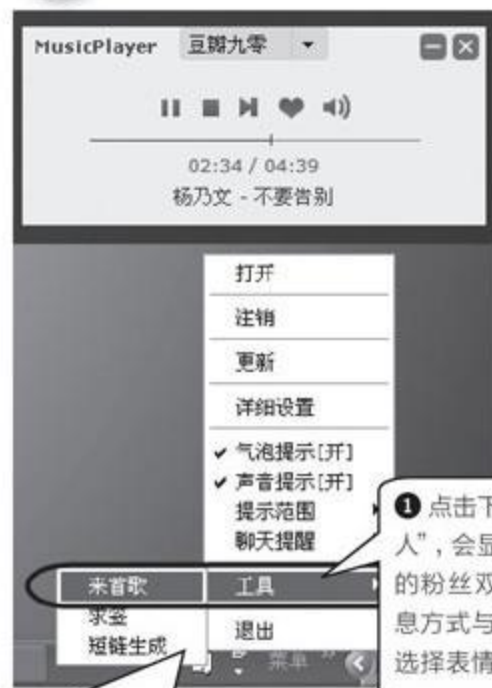 MusicPlayer 豆瓣九零
02:34 / 04:39
杨乃文 - 不要告别
打开
注销
更新
详细设置
✓ 气泡提示[开]
✓ 声音提示[开]
提示范围
聊天提醒
工具
退出
来首歌
求签
短链生成
菜单
❶ 点击下
人”，会显
的粉丝双
息方式与
选择表情